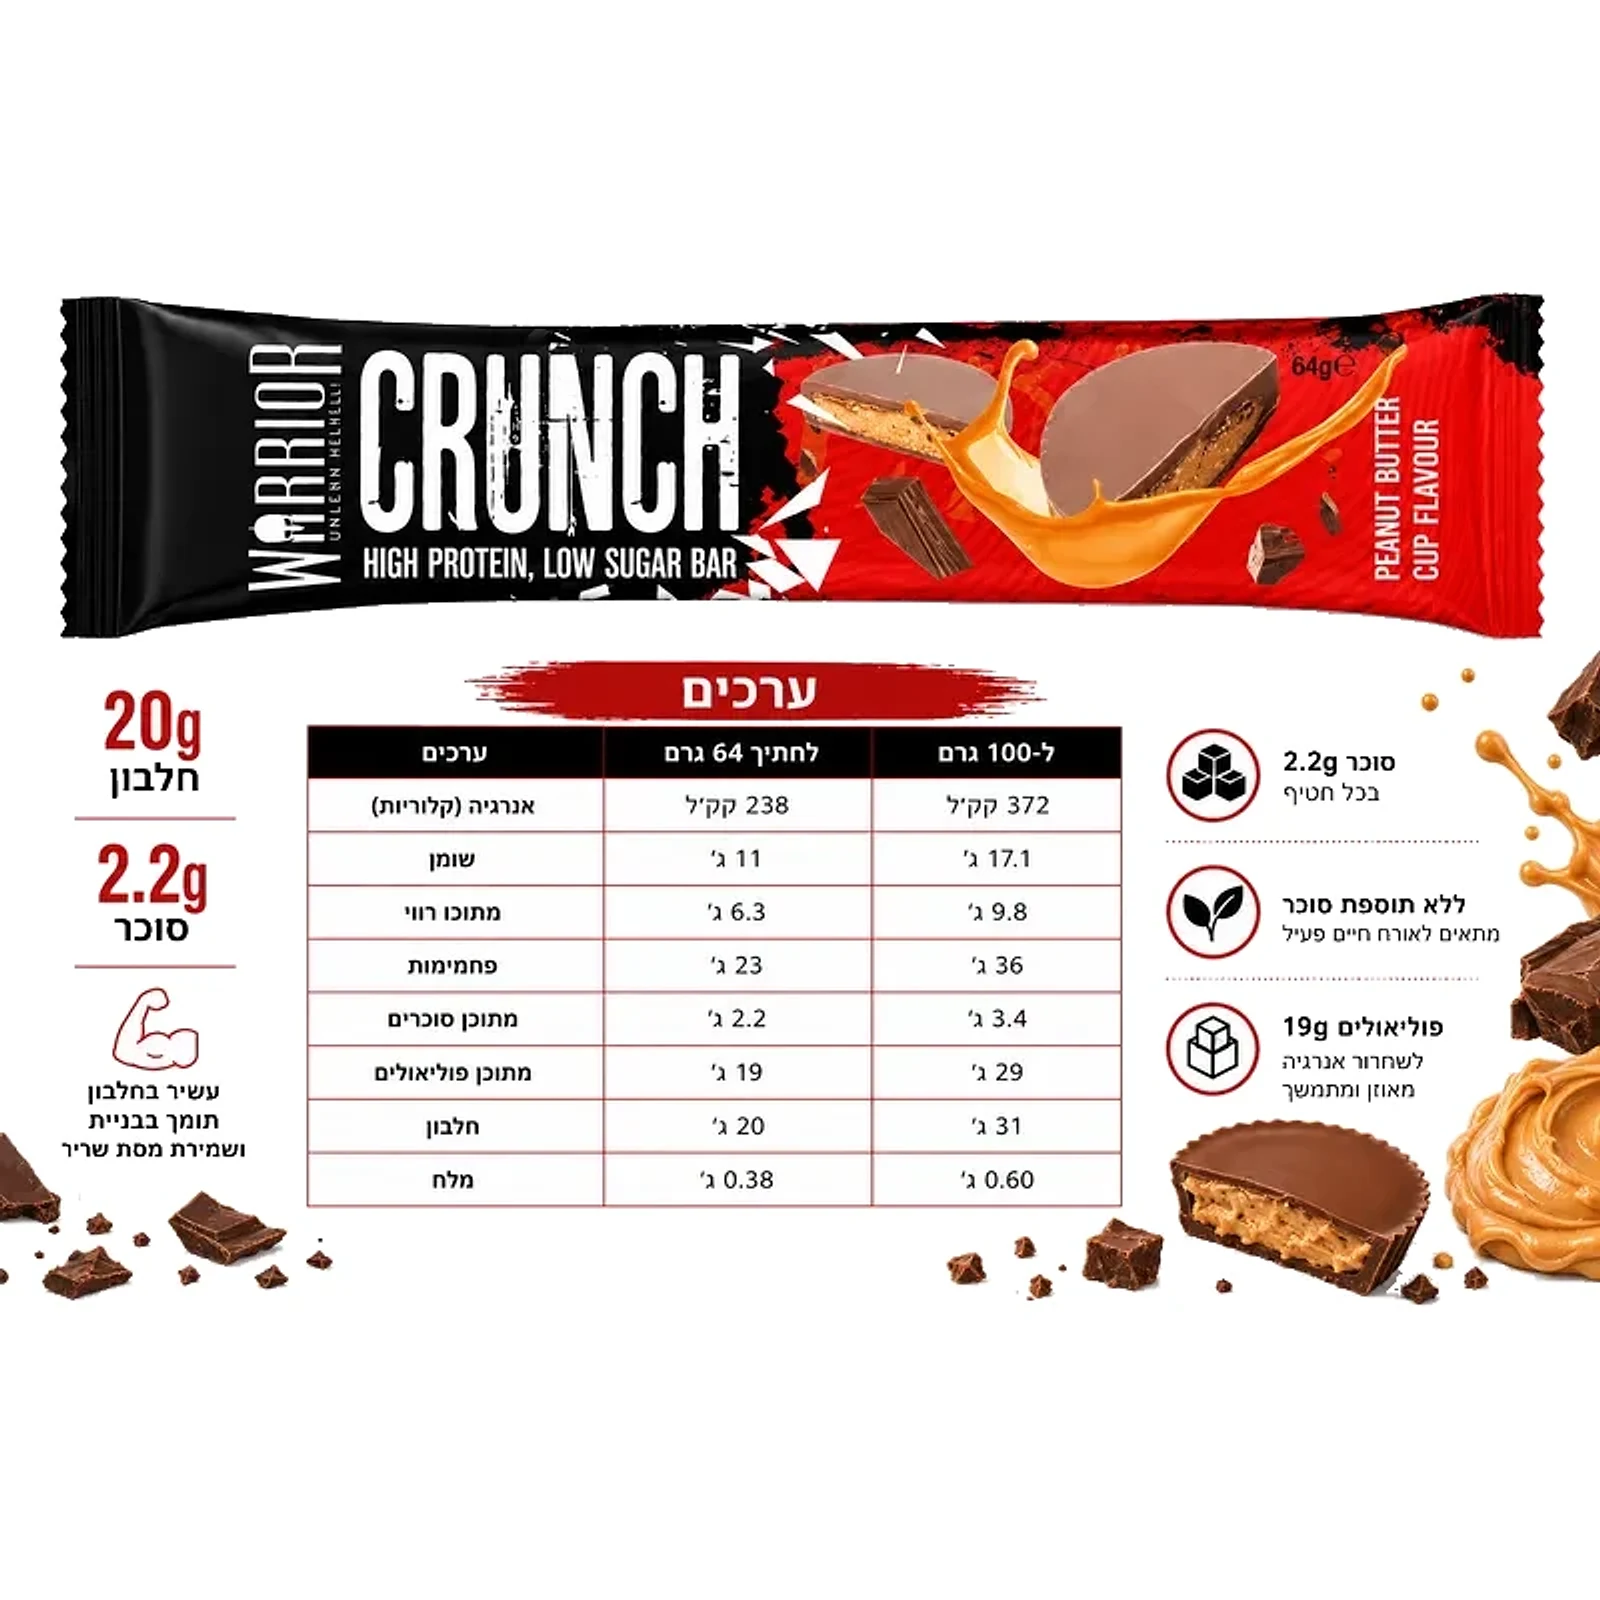 WARRIOR
CRUNCH
HIGH PROTEIN, LOW SUGAR BAR
64g℮
PEANUT BUTTER
CUP FLAVOUR
20g
חלבון
2.2g
סוכר
עשיר בחלבון
תומך בבניית
ושמירת מסת שריר
ערכים
ערכים לחתיך 64 גרם ל-100 גרם
אנרגיה (קלוריות) 238 קק׳ל 372 קק׳ל
שומן 11 ג׳ 17.1 ג׳
מתוכו רווי 6.3 ג׳ 9.8 ג׳
פחמימות 23 ג׳ 36 ג׳
מתוכן סוכרים 2.2 ג׳ 3.4 ג׳
מתוכן פוליאולים 19 ג׳ 29 ג׳
חלבון 20 ג׳ 31 ג׳
מלח 0.38 ג׳ 0.60 ג׳
סוכר 2.2g
בכל חטיף
ללא תוספת סוכר
מתאים לאורח חיים פעיל
פוליאולים 19g
לשחרור אנרגיה
מאוזן ומתמשך